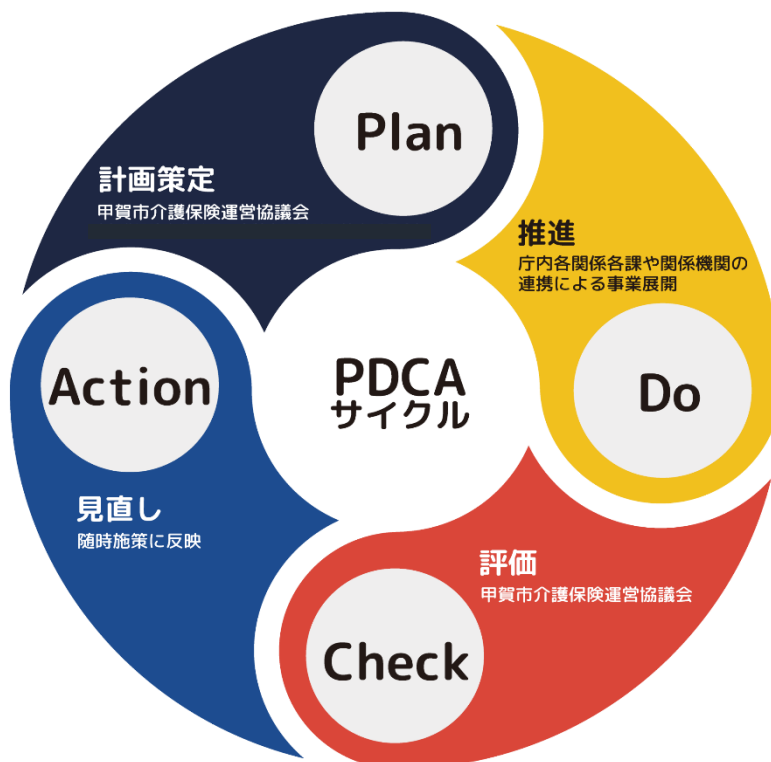 Plan
計画策定
甲賀市介護保険運営協議会
推進
庁内各関係各課や関係機関の
連携による事業展開
Do
PDCA
サイクル
評価
甲賀市介護保険運営協議会
Check
Action
見直し
随時施策に反映